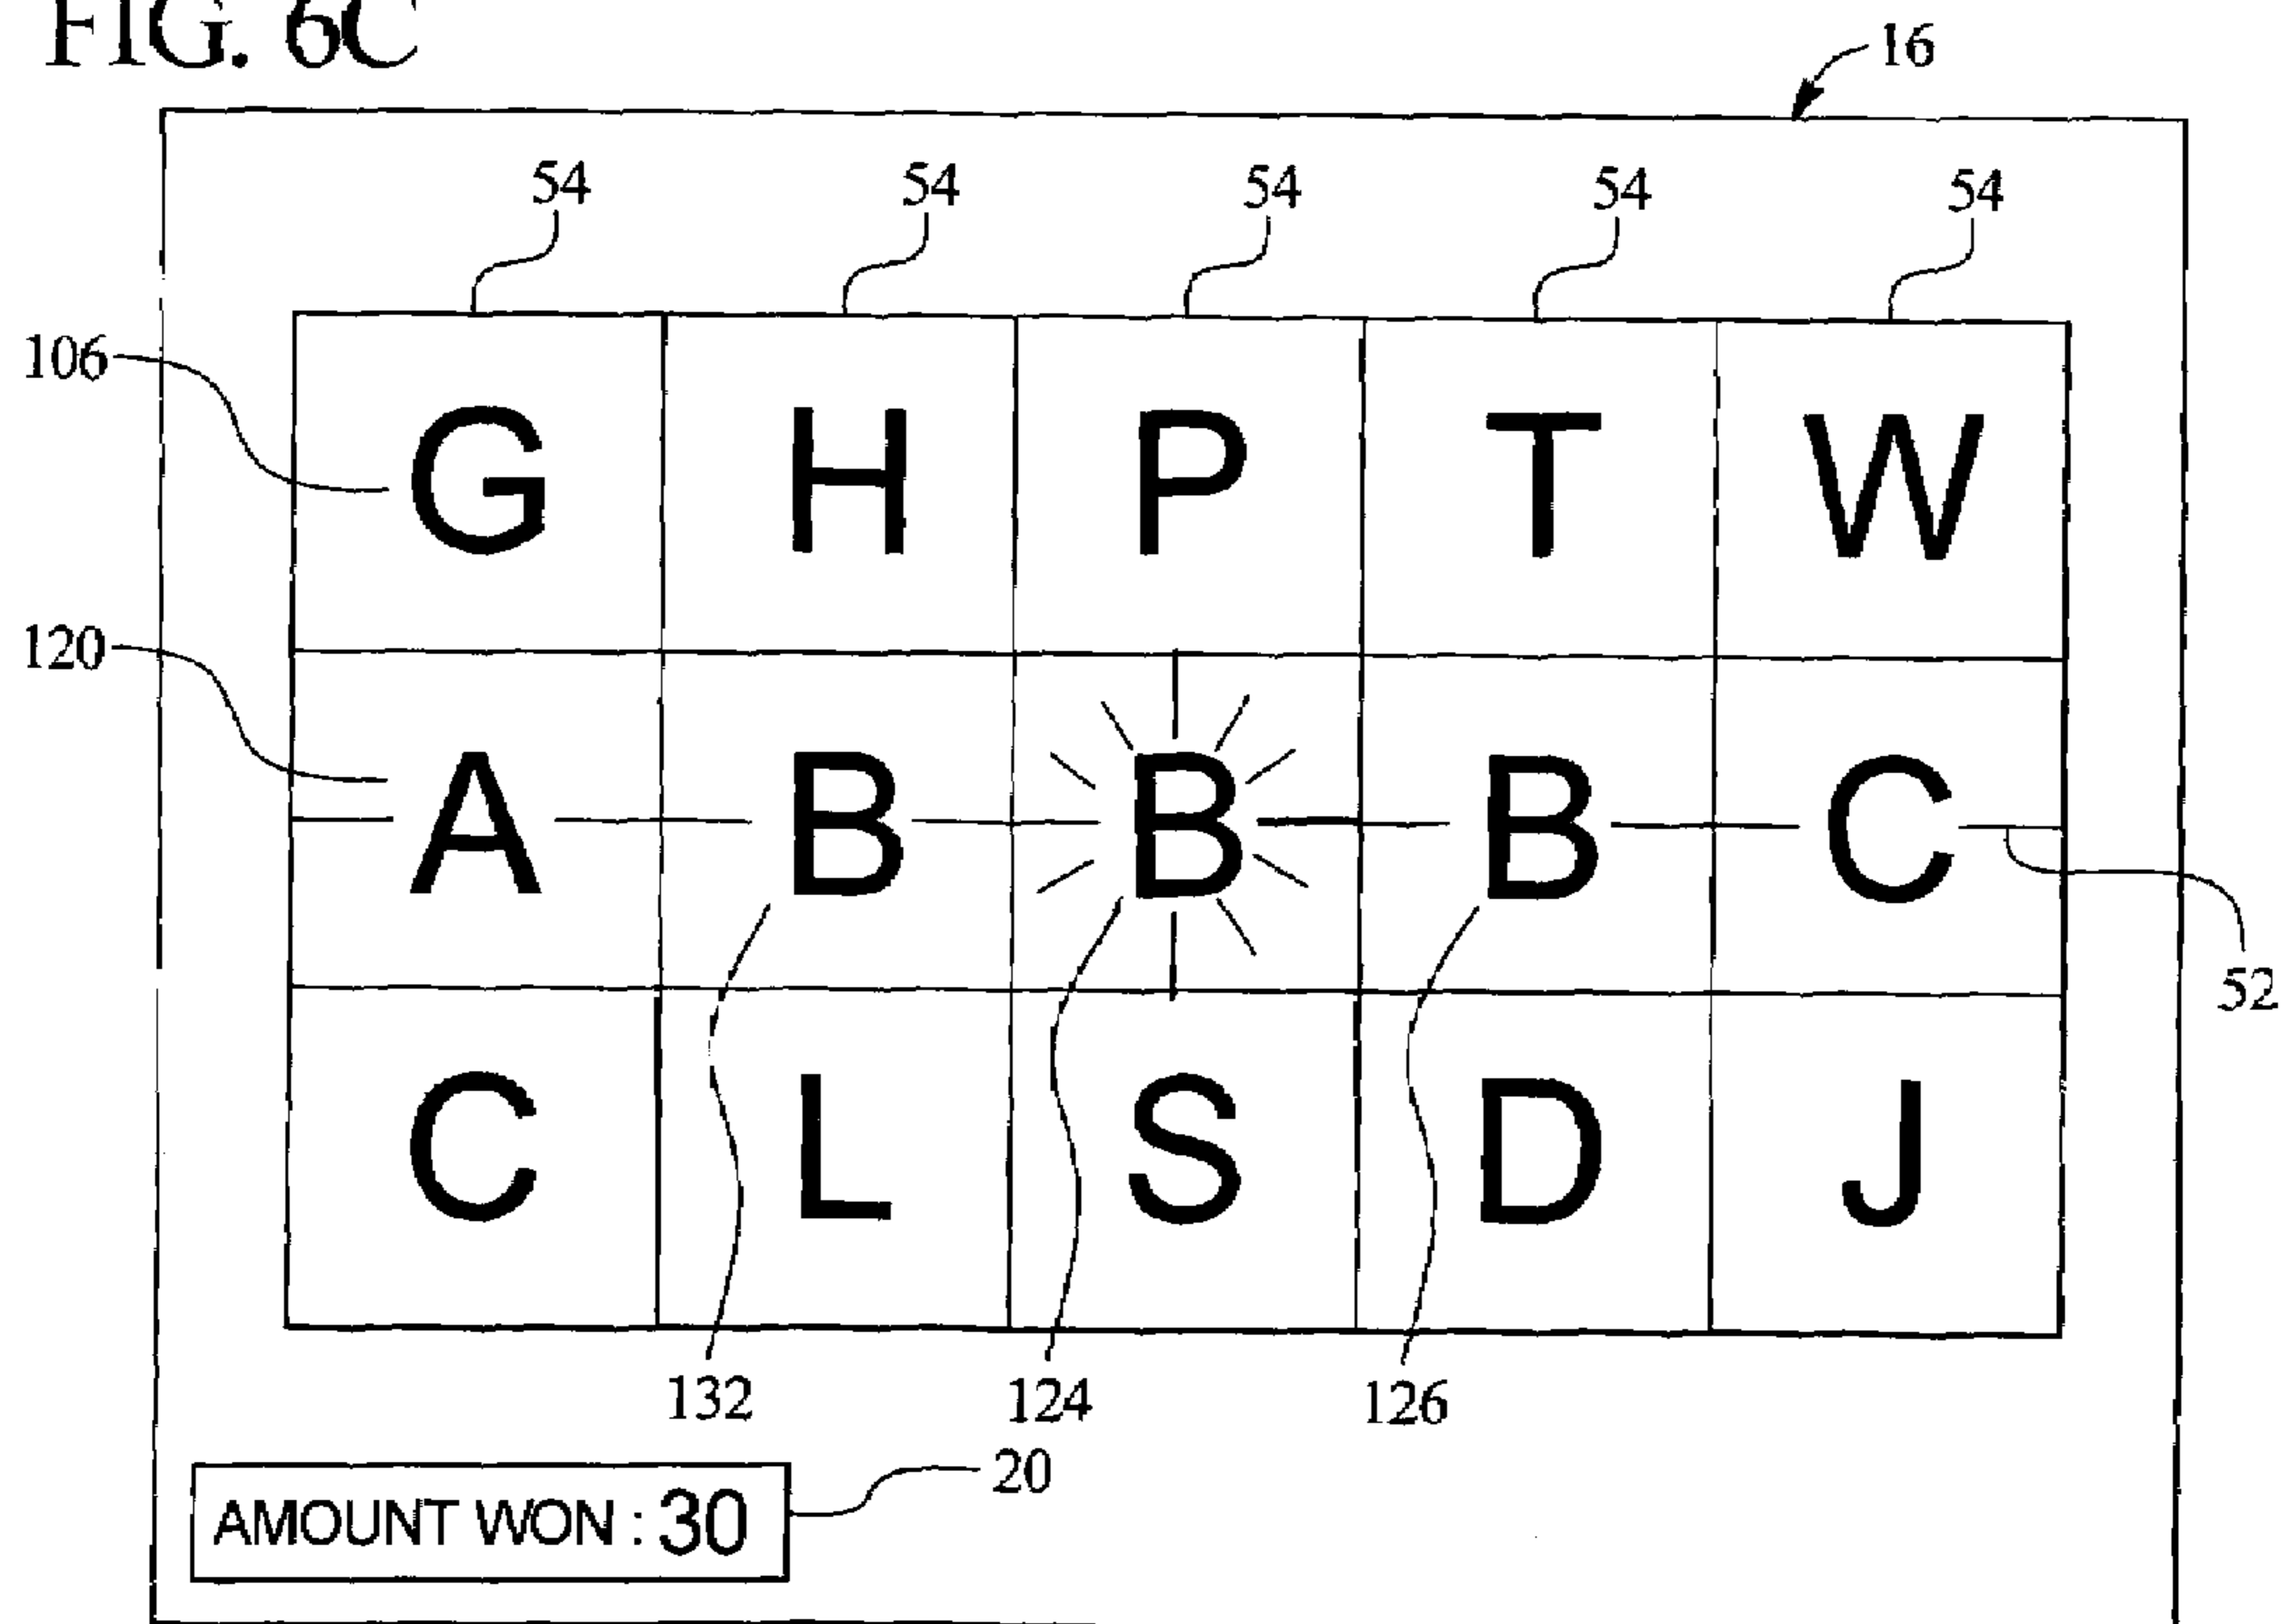 FIG. 6C
16
54 54 54 54 54
106
G H P T W
120
A B B B C
52
C L S D J
132 124 126
20
AMOUNT WON : 30